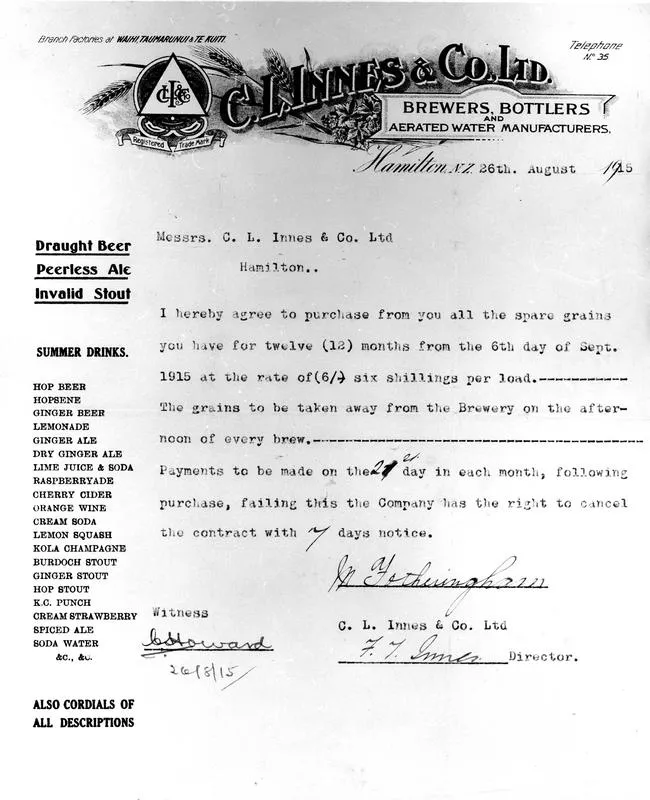 Branch Factories at WAIHI, TAUMARUNUI & TE KUITI.
Telephone
No. 35
C.L. INNES & CO. LTD.
BREWERS, BOTTLERS
AND
AERATED WATER MANUFACTURERS.
Registered Trade Mark
Hamilton, N.Z. 26th. August 1915
Messrs. C. L. Innes & Co. Ltd
Hamilton..
Draught Beer
Peerless Ale
Invalid Stout
SUMMER DRINKS.
HOP BEER
HOPSENE
GINGER BEER
LEMONADE
GINGER ALE
DRY GINGER ALE
LIME JUICE & SODA
RASPBERRYADE
CHERRY CIDER
ORANGE WINE
CREAM SODA
LEMON SQUASH
KOLA CHAMPAGNE
BURDOCH STOUT
GINGER STOUT
HOP STOUT
K.C. PUNCH
CREAM STRAWBERRY
SPICED ALE
SODA WATER
&c., &c.
ALSO CORDIALS OF
ALL DESCRIPTIONS
I hereby agree to purchase from you all the spare grains
you have for twelve (12) months from the 6th day of Sept.
1915 at the rate of (6/-) six shillings per load.-----------
The grains to be taken away from the Brewery on the after-
noon of every brew.----------------------------------------
Payments to be made on the 21st day in each month, following
purchase, failing this the Company has the right to cancel
the contract with 7 days notice.
Fotheringham
Witness
C. Howard
26/8/15/
C. L. Innes & Co. Ltd
F. T. Innes Director.